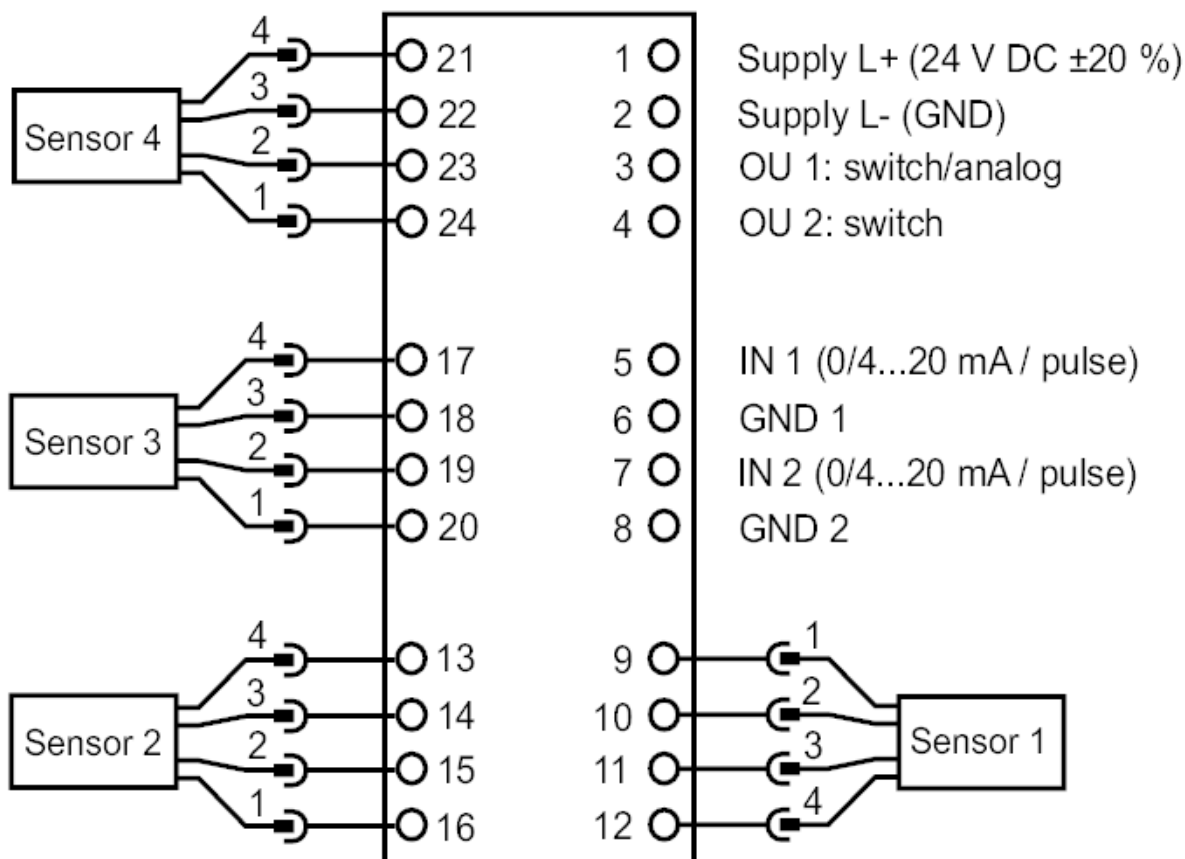 4 21 1 Supply L+ (24 V DC ±20 %)
3 22 2 Supply L- (GND)
Sensor 4
2 23 3 OU 1: switch/analog
1 24 4 OU 2: switch
4 17 5 IN 1 (0/4...20 mA / pulse)
3 18 6 GND 1
Sensor 3
2 19 7 IN 2 (0/4...20 mA / pulse)
1 20 8 GND 2
4 13 9 1
3 14 10 2
Sensor 2 Sensor 1
2 15 11 3
1 16 12 4